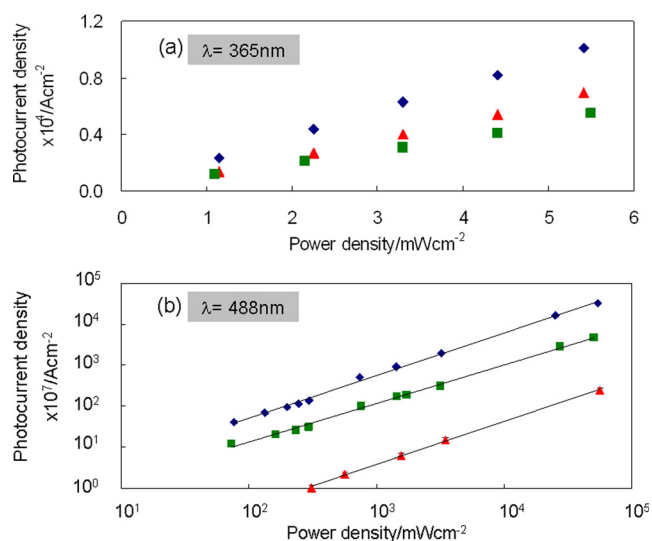 (a)
λ= 365nm
Photocurrent density
x10⁴/Acm⁻²
1.2
0.8
0.4
0.0
0 1 2 3 4 5 6
Power density/mWcm⁻²
(b)
λ= 488nm
Photocurrent density
x10⁷/Acm⁻²
10⁵
10⁴
10³
10²
10¹
10⁰
10¹ 10² 10³ 10⁴ 10⁵
Power density/mWcm⁻²